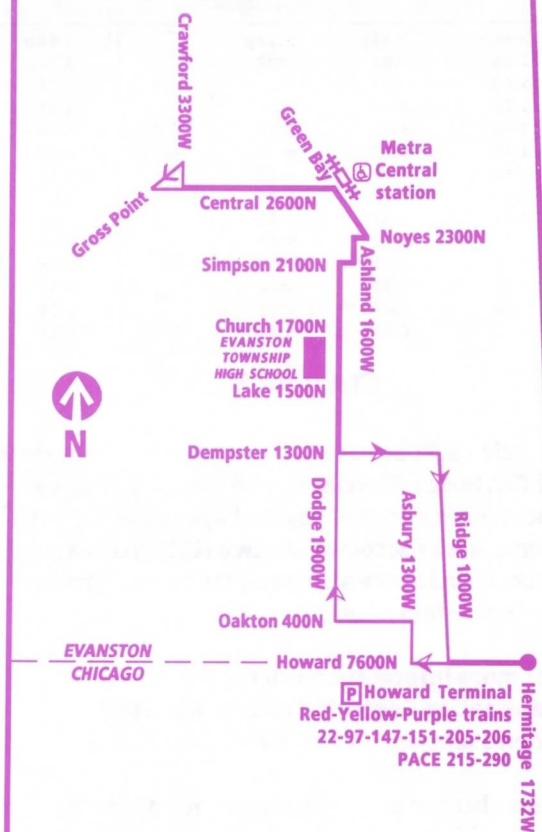 Crawford 3300W
Green Bay
Metra
Central
station
Gross Point
Central 2600N
Noyes 2300N
Simpson 2100N
Ashland 1600W
Church 1700N
EVANSTON
TOWNSHIP
HIGH SCHOOL
Lake 1500N
N
Dempster 1300N
Dodge 1900W
Asbury 1300W
Ridge 1000W
Oakton 400N
EVANSTON
CHICAGO
Howard 7600N
P Howard Terminal
Red-Yellow-Purple trains
22-97-147-151-205-206
PACE 215-290
Hermitage 1732W